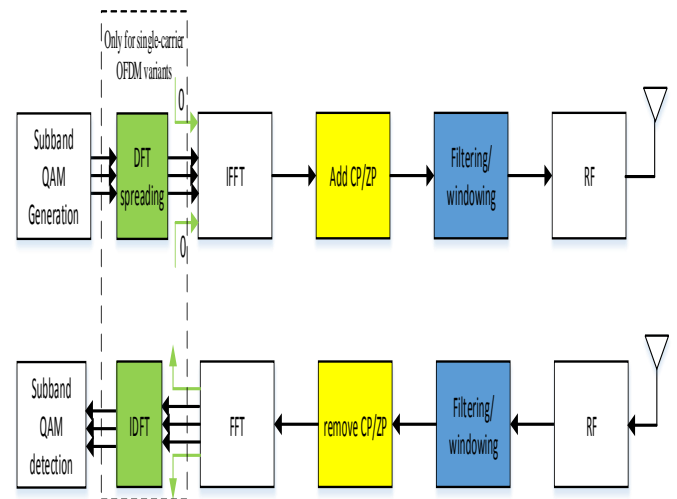 Only for single-carrier
OFDM variants
0
Subband
QAM
Generation
DFT
spreading
IFFT
Add CP/ZP
Filtering/
windowing
RF
0
Subband
QAM
detection
IDFT
FFT
remove CP/ZP
Filtering/
windowing
RF